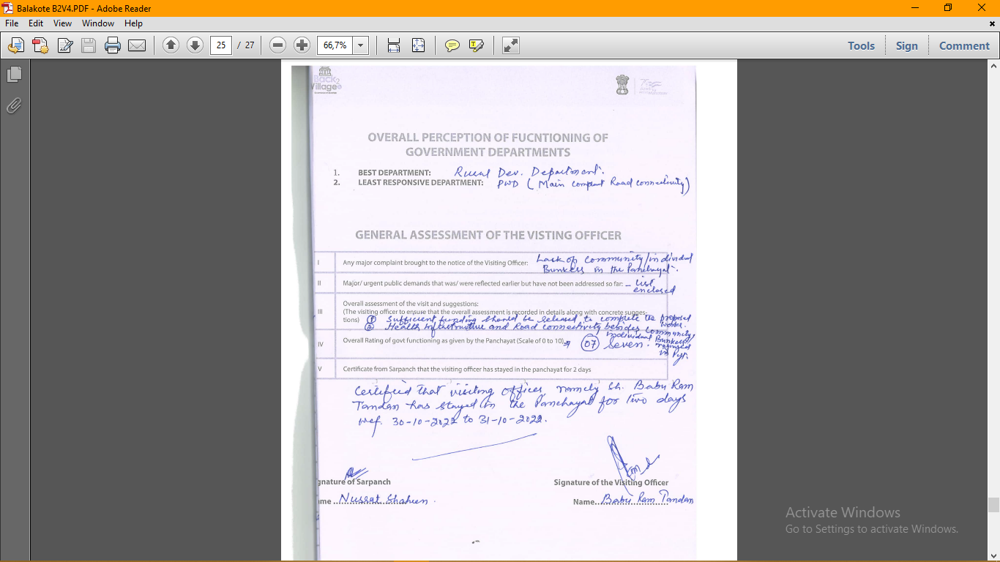 Balakote B2V4.PDF - Adobe Reader
File Edit View Window Help
25 / 27 66,7% Tools Sign Comment
Back 2
Village
OVERALL PERCEPTION OF FUCNTIONING OF
GOVERNMENT DEPARTMENTS
1. BEST DEPARTMENT: Rural Dev. Department.
2. LEAST RESPONSIVE DEPARTMENT: PWD (Main complant Road connectivity)
GENERAL ASSESSMENT OF THE VISTING OFFICER
I Any major complaint brought to the notice of the Visiting Officer: Lack of community/individual
Bunkers in the Panchayat.
II Major/ urgent public demands that was/ were reflected earlier but have not been addressed so far: - List
enclosed
III Overall assessment of the visit and suggestions:
(The visiting officer to ensure that the overall assessment is recorded in details along with concrete sugges-
tions) ① Sufficient funding should be released to complete the proposed
works.
② Health Infrastructure and Road connectivity besides community/
individual Bunkers
required
in Pyt.
IV Overall Rating of govt functioning as given by the Panchayat (Scale of 0 to 10) 07 Seven.
V Certificate from Sarpanch that the visiting officer has stayed in the panchayat for 2 days
Certified that visiting officer, namely Sh. Babu Ram
Tandan has stayed in the Panchayat for Two days
wef. 30-10-2022 to 31-10-2022.
gnature of Sarpanch Signature of the Visiting Officer
me ...Nussrat Shaheen. Name...Babu Ram Tandan
Activate Windows
Go to Settings to activate Windows.